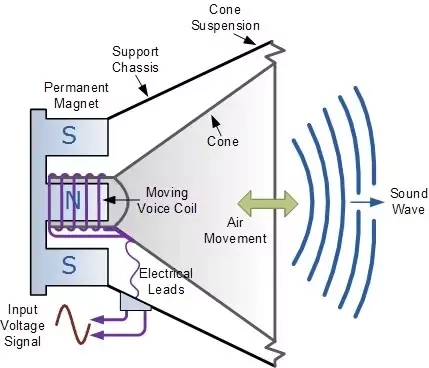 Cone
Suspension
Support
Chassis
Permanent
Magnet
S
Cone
N
Moving
Voice Coil
Sound
Wave
Air
Movement
S
Electrical
Leads
Input
Voltage
Signal